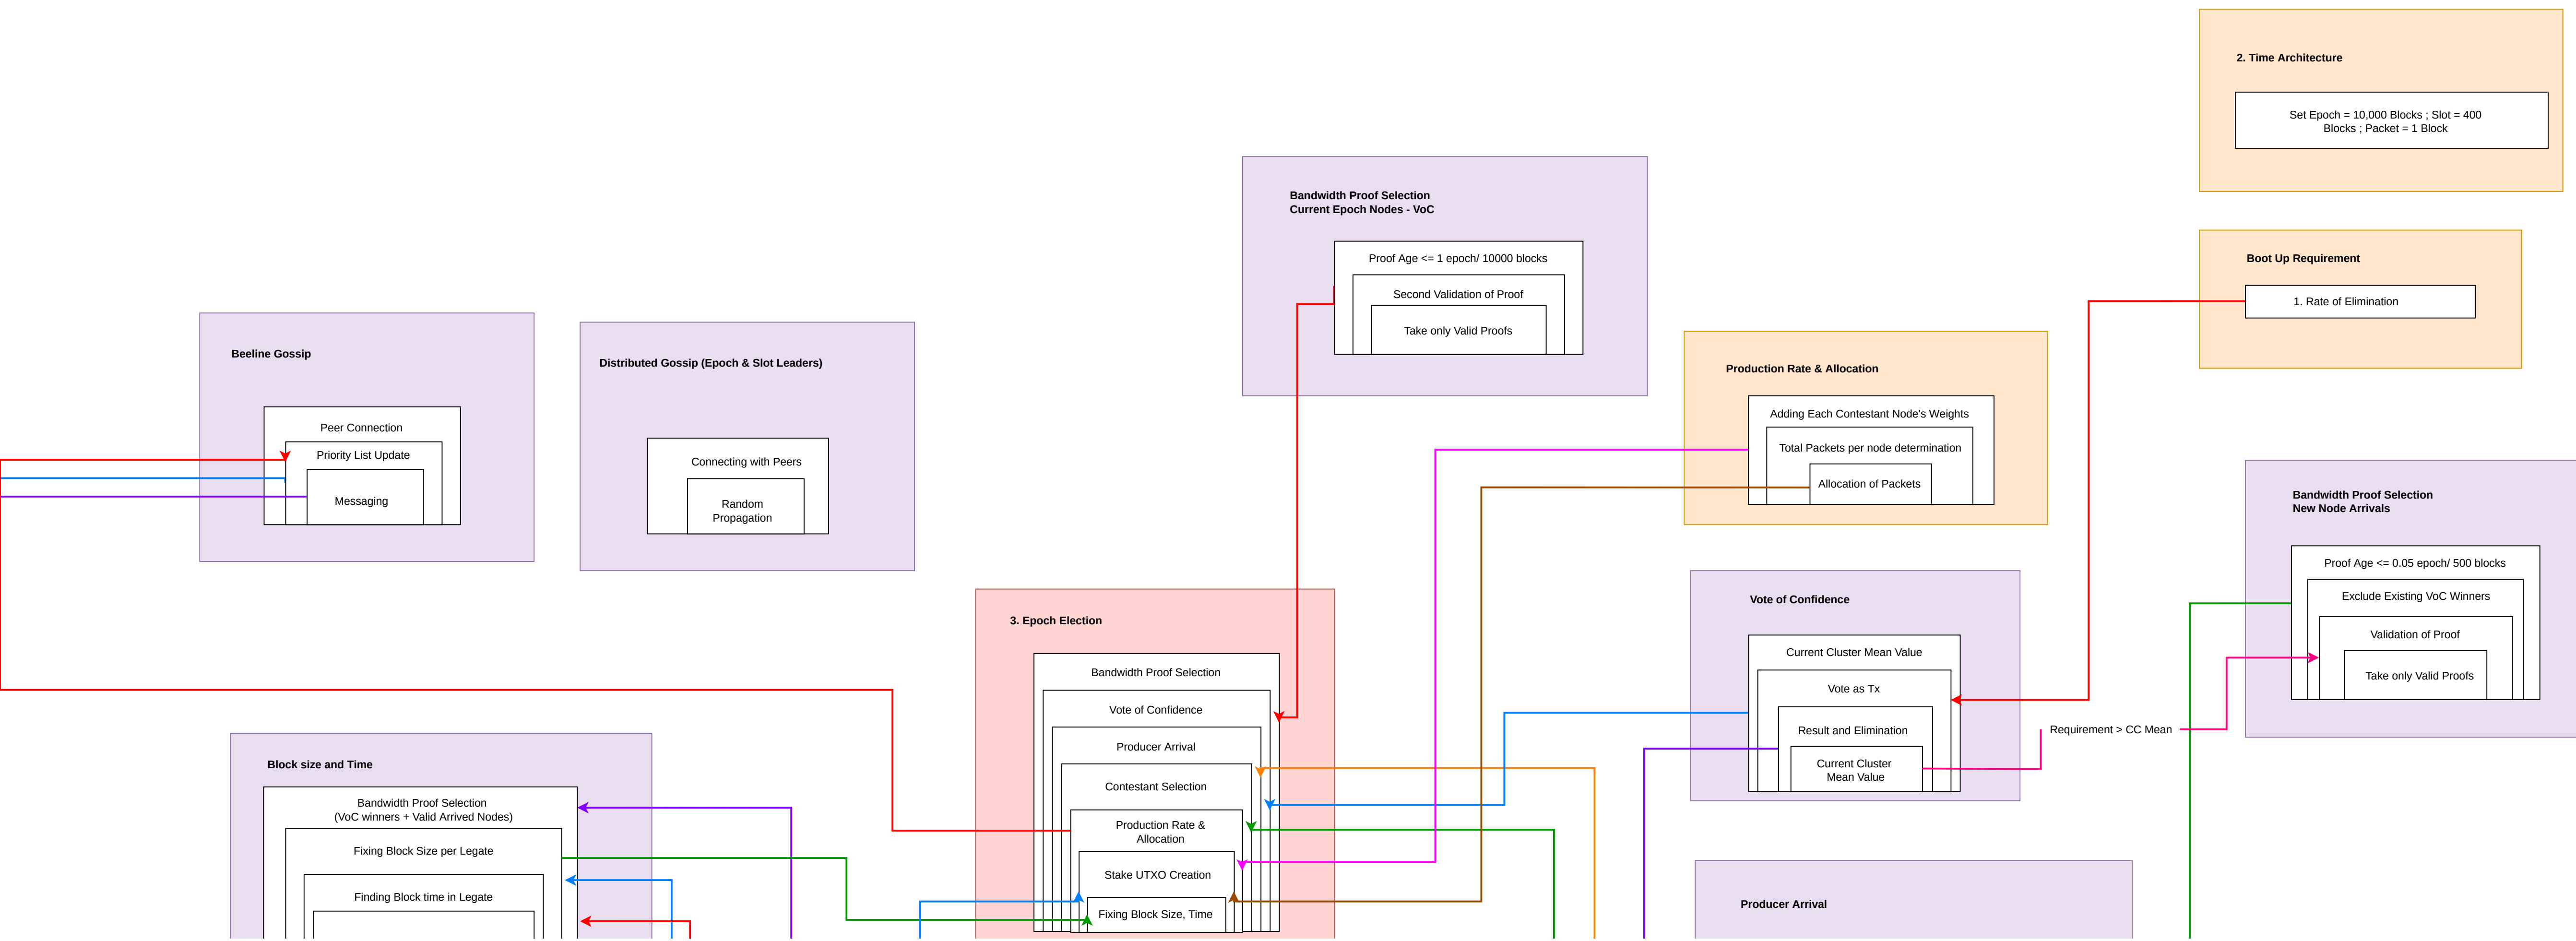 2. Time Architecture
Set Epoch = 10,000 Blocks ; Slot = 400
Blocks ; Packet = 1 Block
Bandwidth Proof Selection
Current Epoch Nodes - VoC
Proof Age <= 1 epoch/ 10000 blocks
Second Validation of Proof
Take only Valid Proofs
Boot Up Requirement
1. Rate of Elimination
Beeline Gossip
Peer Connection
Priority List Update
Messaging
Distributed Gossip (Epoch & Slot Leaders)
Connecting with Peers
Random
Propagation
Production Rate & Allocation
Adding Each Contestant Node's Weights
Total Packets per node determination
Allocation of Packets
Bandwidth Proof Selection
New Node Arrivals
Proof Age <= 0.05 epoch/ 500 blocks
Exclude Existing VoC Winners
Validation of Proof
Take only Valid Proofs
3. Epoch Election
Bandwidth Proof Selection
Vote of Confidence
Producer Arrival
Contestant Selection
Production Rate &
Allocation
Stake UTXO Creation
Fixing Block Size, Time
Vote of Confidence
Current Cluster Mean Value
Vote as Tx
Result and Elimination
Current Cluster
Mean Value
Requirement > CC Mean
Block size and Time
Bandwidth Proof Selection
(VoC winners + Valid Arrived Nodes)
Fixing Block Size per Legate
Finding Block time in Legate
Producer Arrival